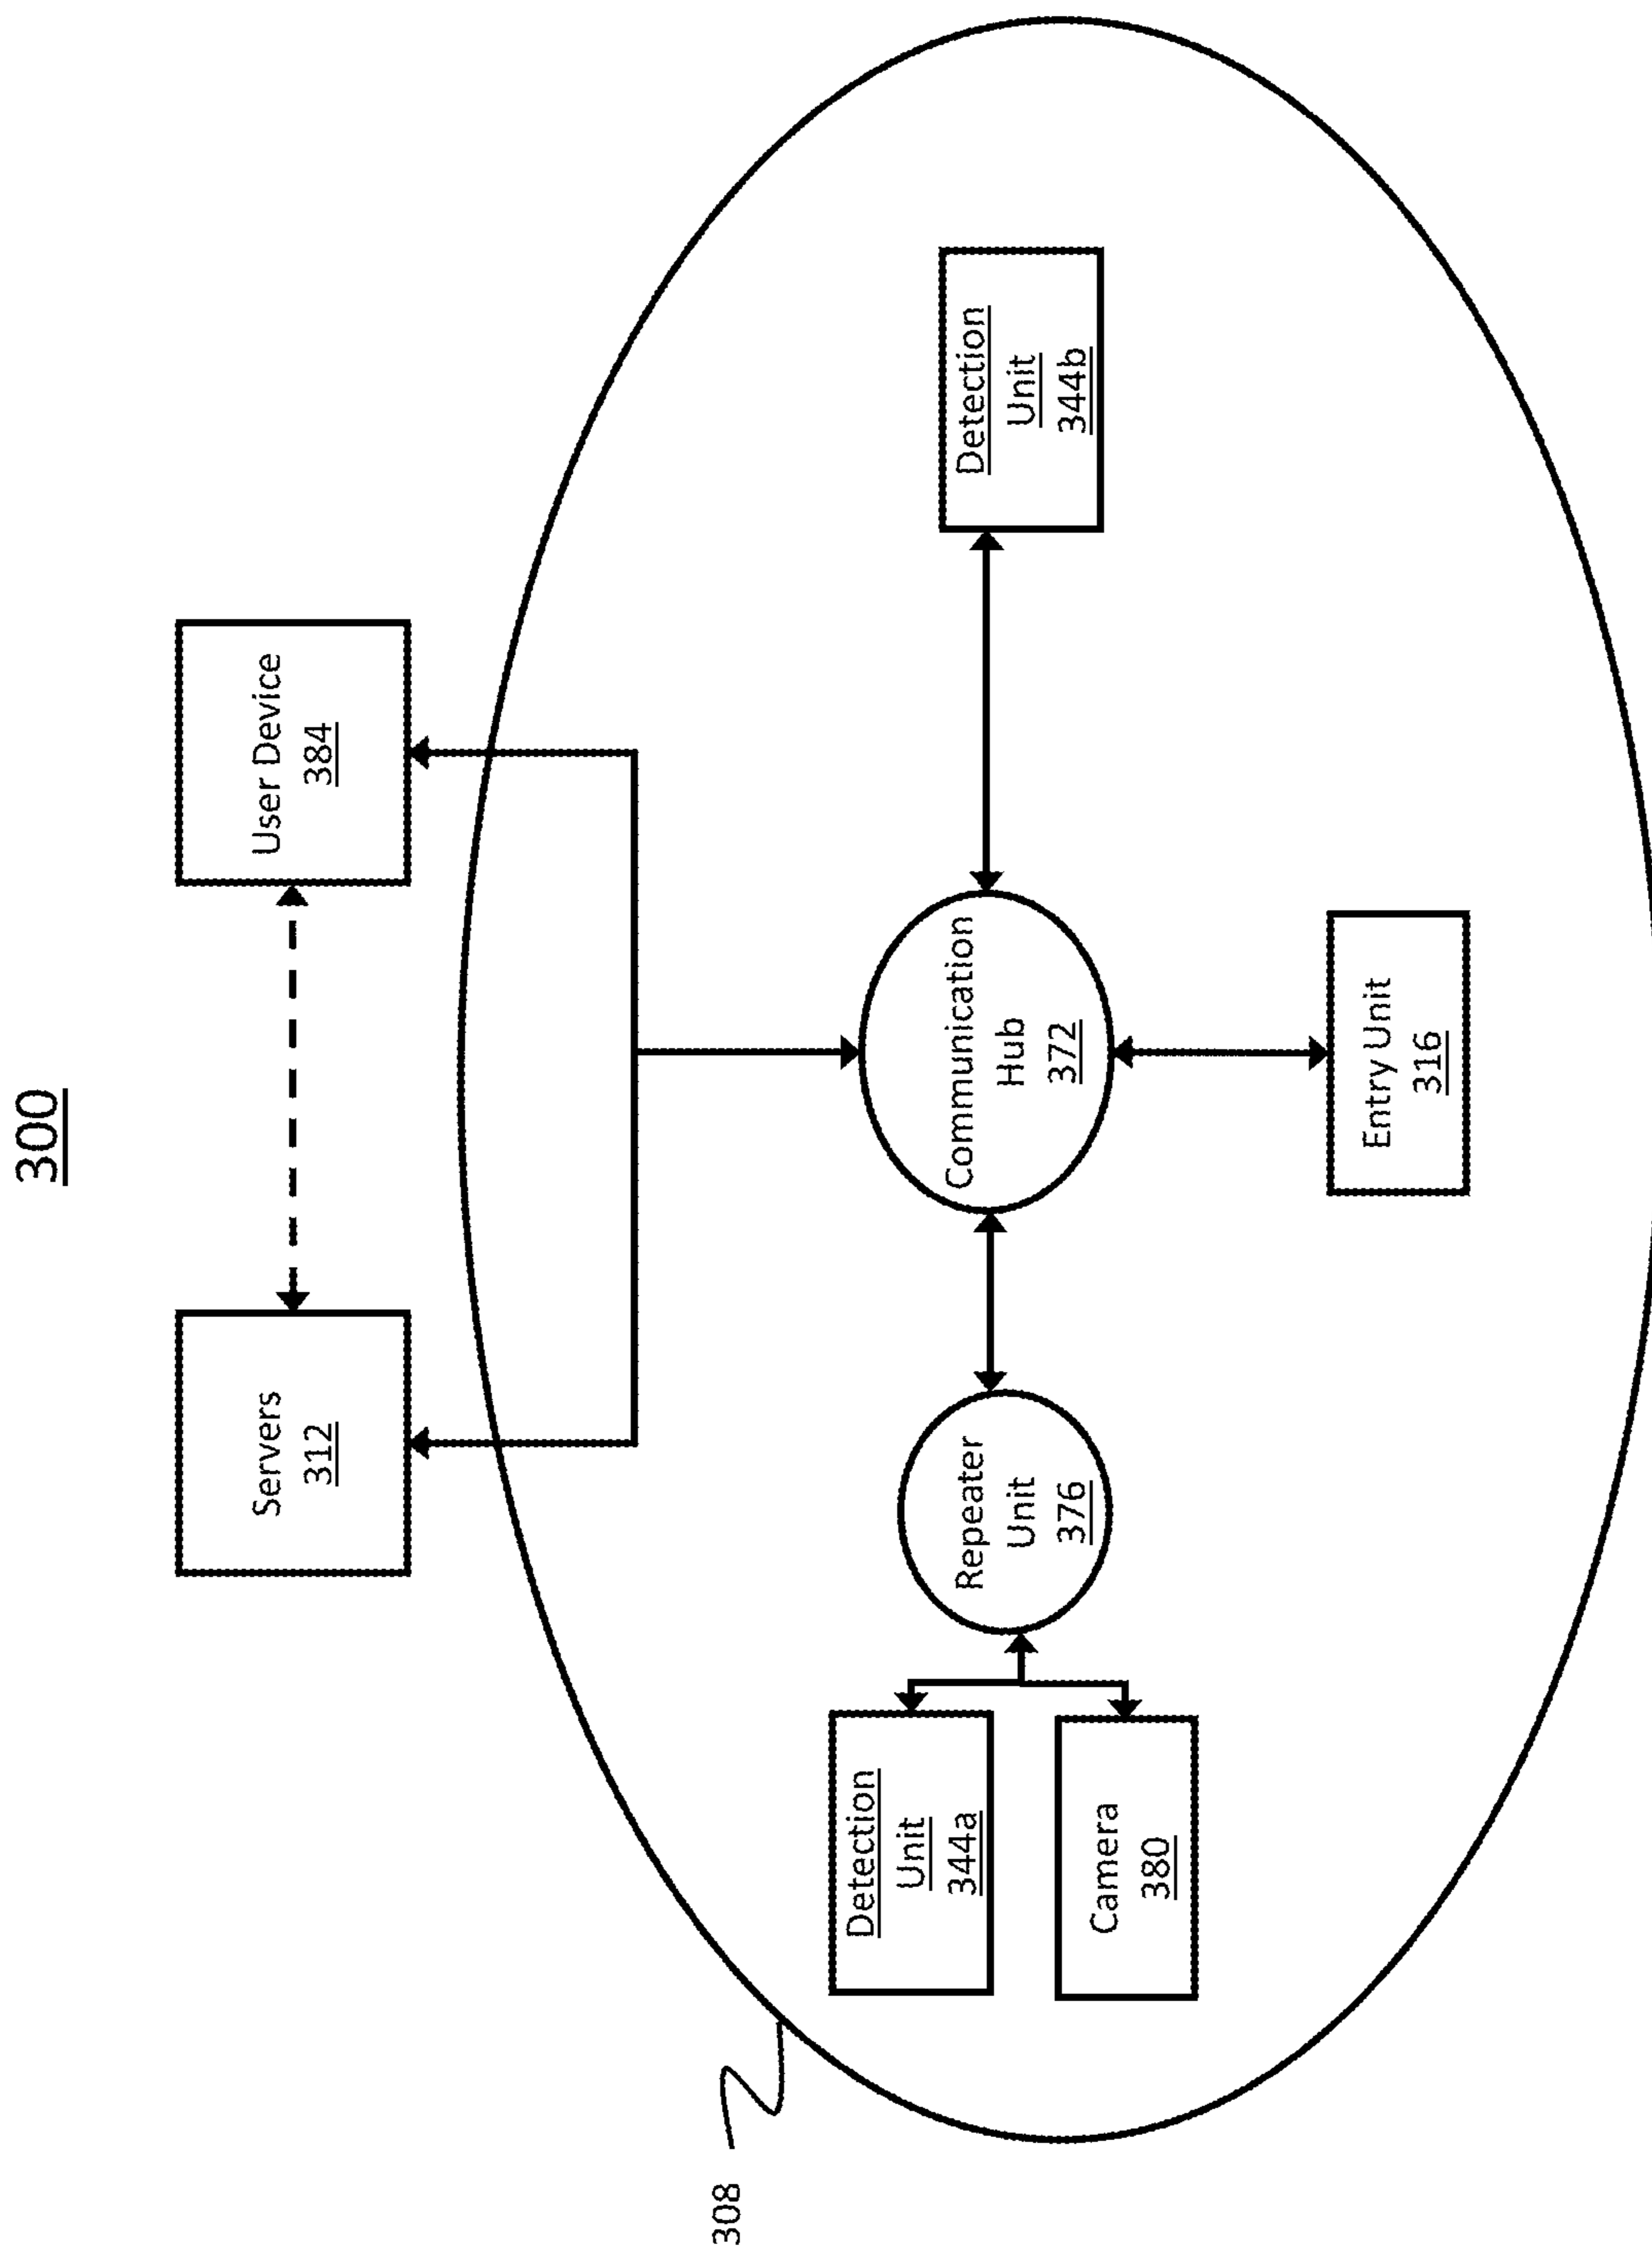 300
Servers
312
User Device
384
Communication
Hub
372
Repeater
Unit
376
Detection
Unit
344a
Camera
380
Detection
Unit
344b
Entry Unit
316
308